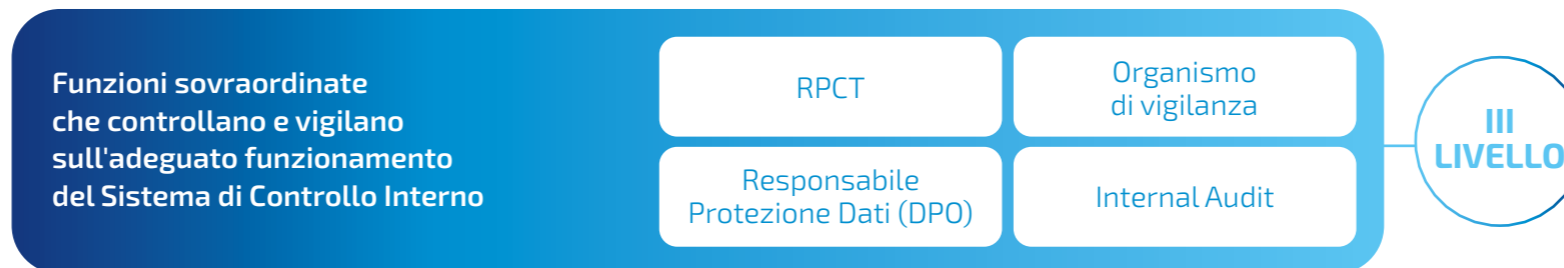 Funzioni sovraordinate
che controllano e vigilano
sull'adeguato funzionamento
del Sistema di Controllo Interno
RPCT
Organismo
di vigilanza
Responsabile
Protezione Dati (DPO)
Internal Audit
III
LIVELLO